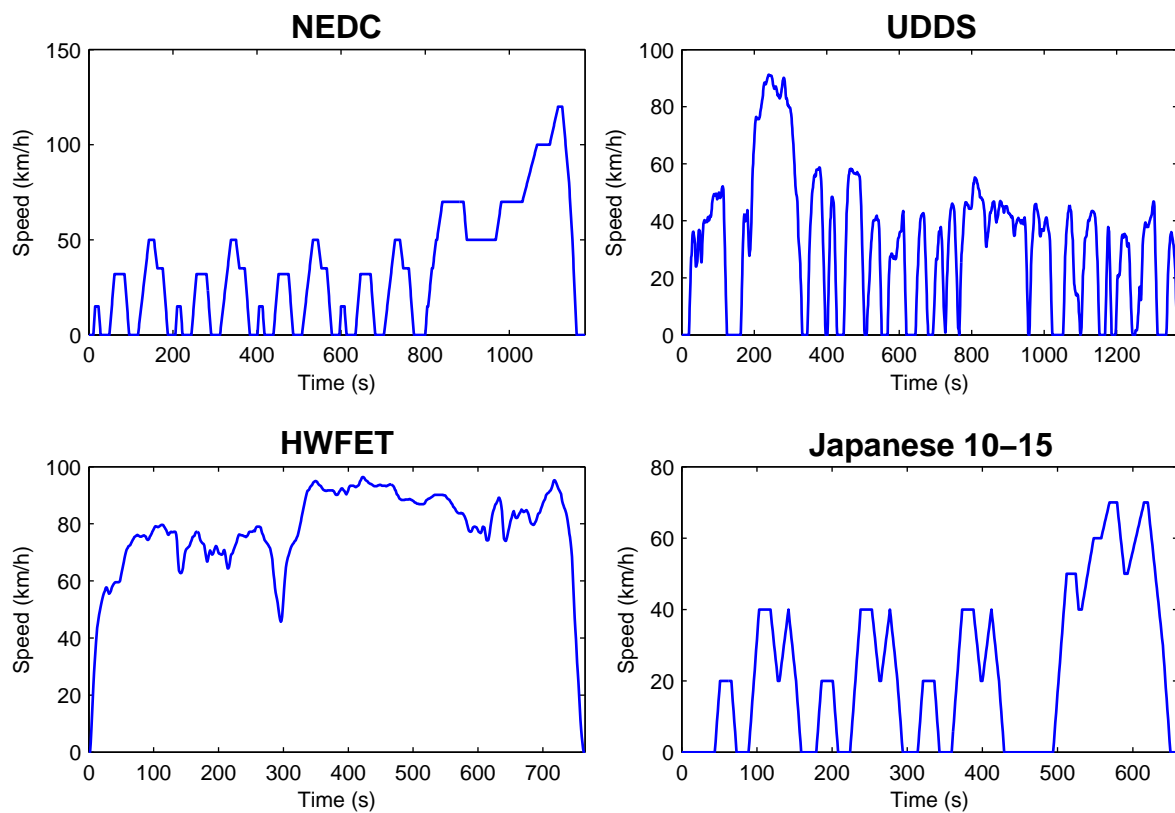 NEDC
150
100
50
0
Speed (km/h)
0 200 400 600 800 1000
Time (s)
UDDS
100
80
60
40
20
0
Speed (km/h)
0 200 400 600 800 1000 1200
Time (s)
HWFET
100
80
60
40
20
0
Speed (km/h)
0 100 200 300 400 500 600 700
Time (s)
Japanese 10–15
80
60
40
20
0
Speed (km/h)
0 100 200 300 400 500 600
Time (s)